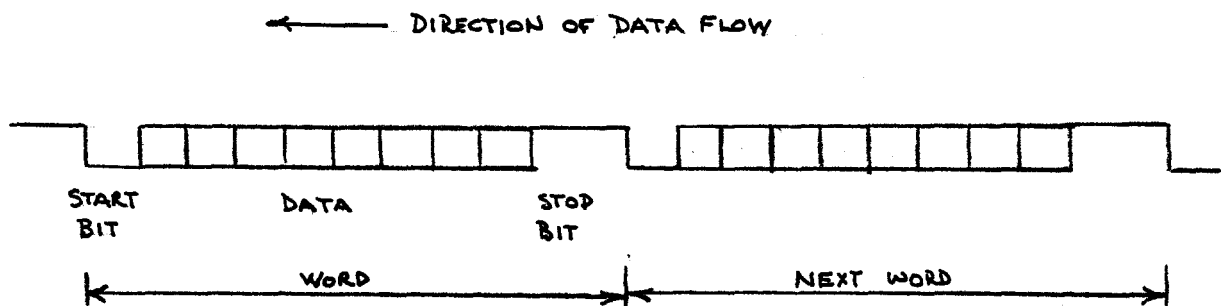 DIRECTION OF DATA FLOW
START
BIT
DATA
STOP
BIT
WORD
NEXT WORD